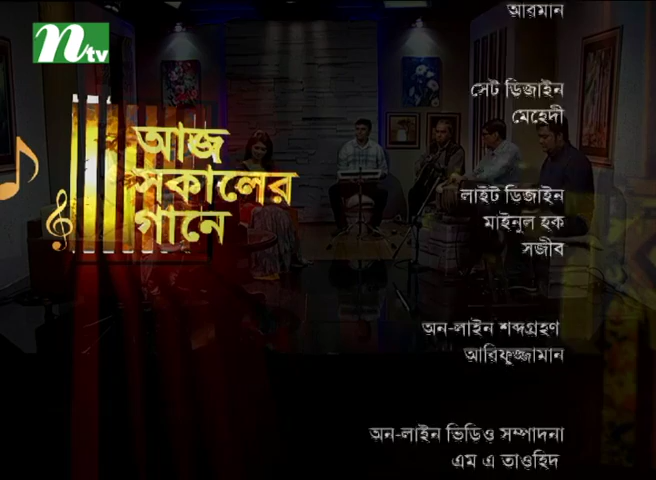 ntv
আজ
সকালের
গানে
আরমান
সেট ডিজাইন
মেহেদী
লাইট ডিজাইন
মাইনুল হক
সজীব
অন-লাইন শব্দগ্রহণ
আরিফুজ্জামান
অন-লাইন ভিডিও সম্পাদনা
এম এ তাওহিদ